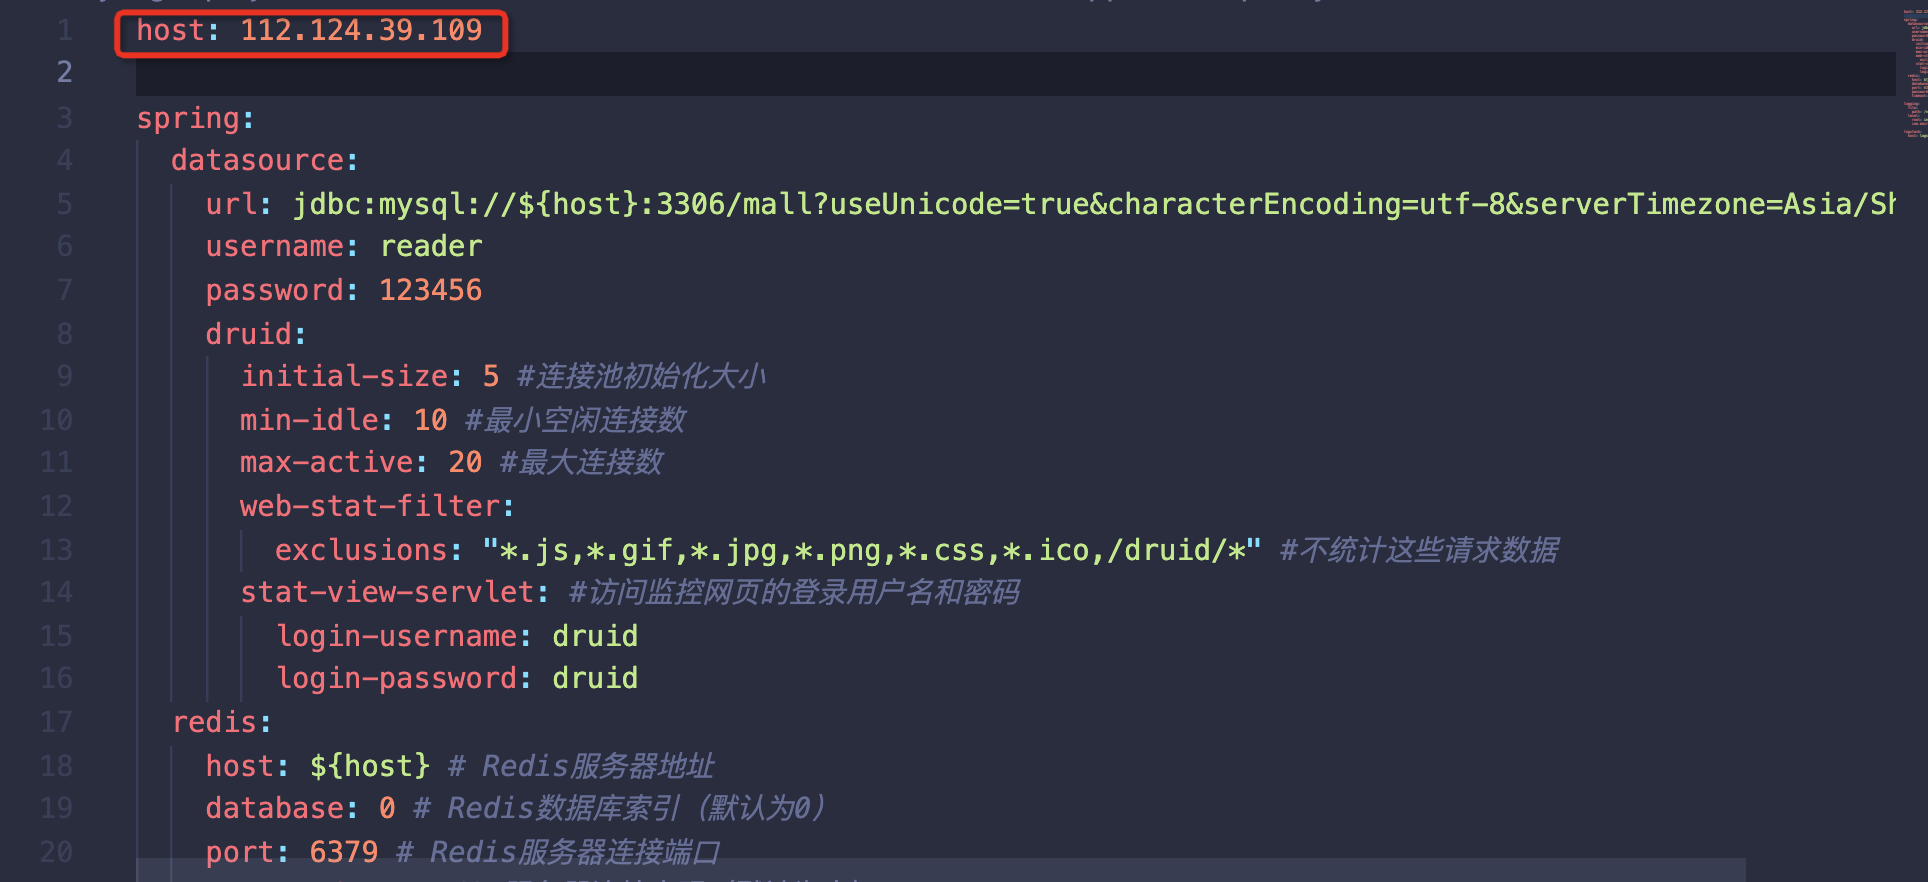 1 host: 112.124.39.109
2
3 spring:
4 datasource:
5 url: jdbc:mysql://${host}:3306/mall?useUnicode=true&characterEncoding=utf-8&serverTimezone=Asia/Sh
6 username: reader
7 password: 123456
8 druid:
9 initial-size: 5 #连接池初始化大小
10 min-idle: 10 #最小空闲连接数
11 max-active: 20 #最大连接数
12 web-stat-filter:
13 exclusions: "*.js,*.gif,*.jpg,*.png,*.css,*.ico,/druid/*" #不统计这些请求数据
14 stat-view-servlet: #访问监控网页的登录用户名和密码
15 login-username: druid
16 login-password: druid
17 redis:
18 host: ${host} # Redis服务器地址
19 database: 0 # Redis数据库索引（默认为0）
20 port: 6379 # Redis服务器连接端口